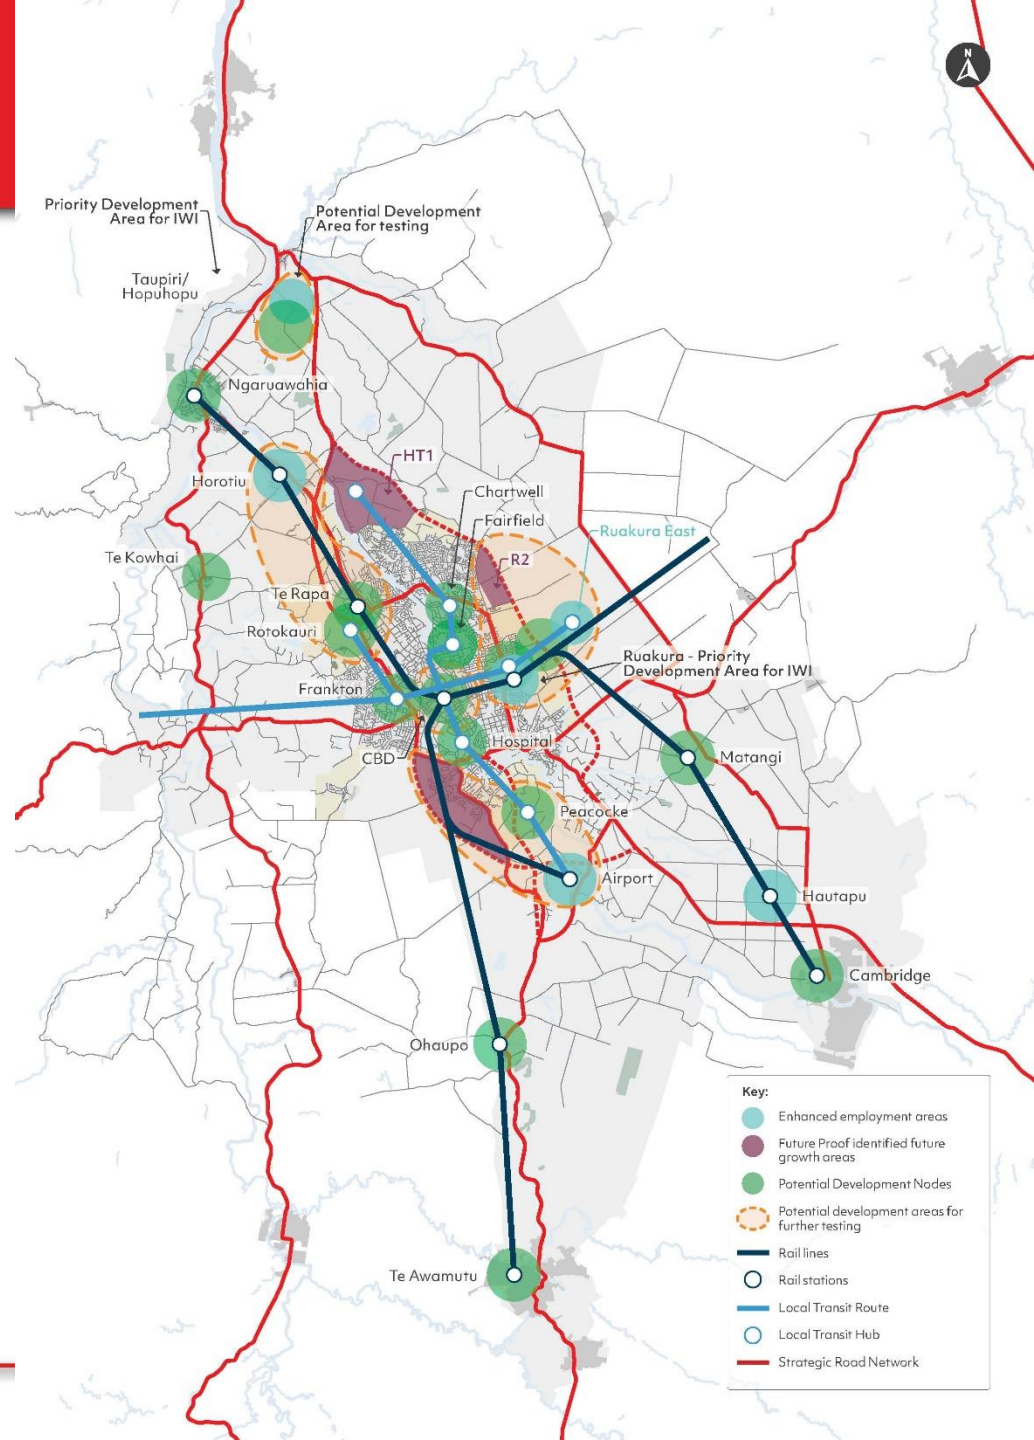 N
Priority Development
Area for IWI
Potential Development
Area for testing
Taupiri/
Hopuhopu
Ngaruawahia
HT1
Horotiu
Chartwell
Fairfield
Ruakura East
Te Kowhai
R2
Te Rapa
Rotokauri
Ruakura - Priority
Development Area for IWI
Frankton
Hospital
CBD
Matangi
Peacocke
Airport
Hautapu
Cambridge
Ohaupo
Te Awamutu
Key:
Enhanced employment areas
Future Proof identified future
growth areas
Potential Development Nodes
Potential development areas for
further testing
Rail lines
Rail stations
Local Transit Route
Local Transit Hub
Strategic Road Network